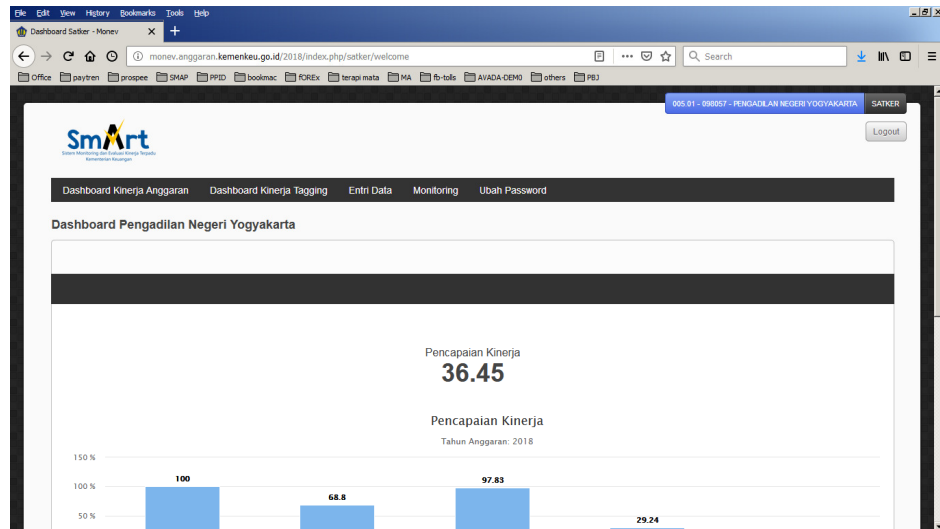 File Edit View History Bookmarks Tools Help
Dashboard Satker - Monev
monev.anggaran.kemenkeu.go.id/2018/index.php/satker/welcome
Search
Office paytren prospee SMAP PPID bookmac fOREx terapi mata MA fb-tolls AVADA-DEM0 others PBJ
005.01 - 098057 - PENGADILAN NEGERI YOGYAKARTA SATKER
Logout
SmArt
Sistem Monitoring dan Evaluasi Kinerja Terpadu
Kementerian Keuangan
Dashboard Kinerja Anggaran Dashboard Kinerja Tagging Entri Data Monitoring Ubah Password
Dashboard Pengadilan Negeri Yogyakarta
Pencapaian Kinerja
36.45
Pencapaian Kinerja
Tahun Anggaran: 2018
150 %
100 %
50 %
100
68.8
97.83
29.24